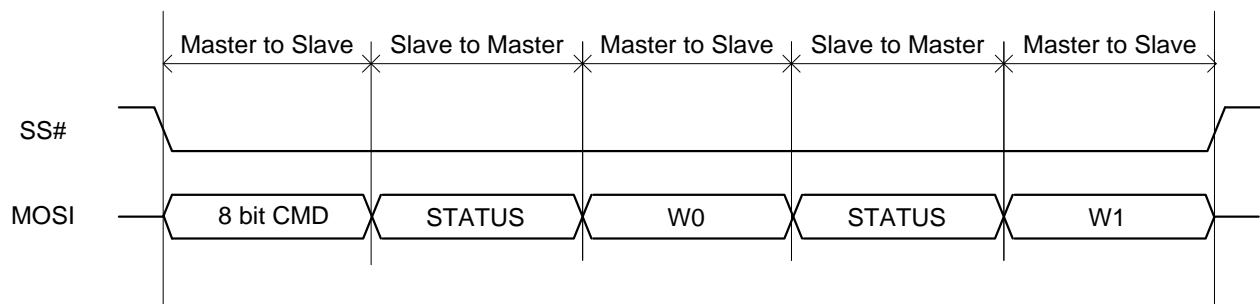 Master to Slave Slave to Master Master to Slave Slave to Master Master to Slave
SS#
MOSI 8 bit CMD STATUS W0 STATUS W1